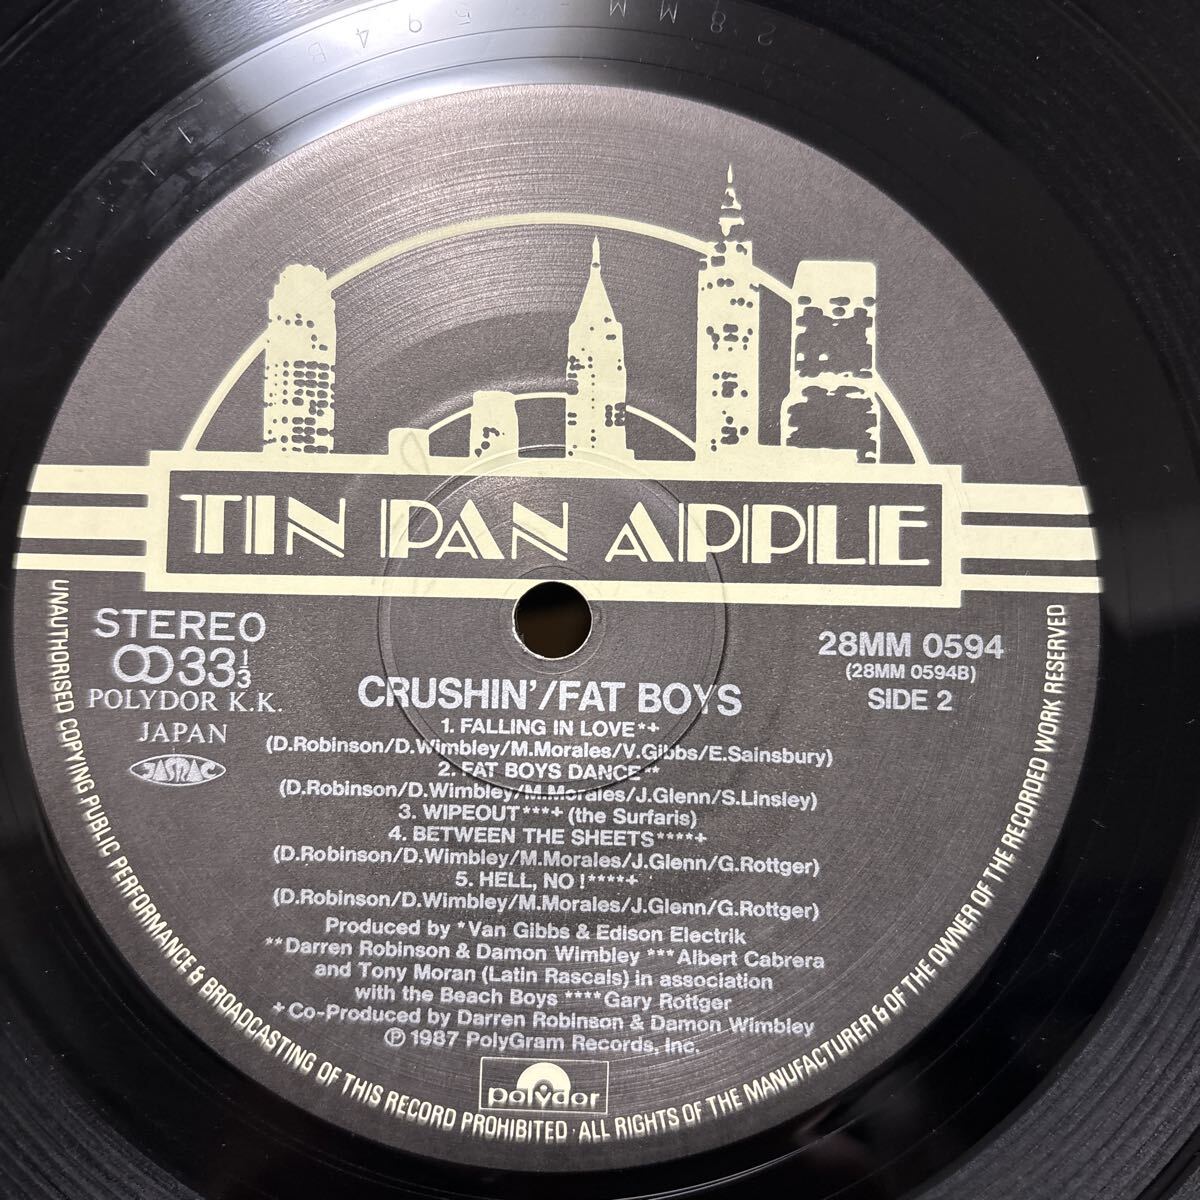 28MM 594B
TIN PAN APPLE
STEREO
33 1/3
POLYDOR K.K.
JAPAN
JASRAC
28MM 0594
(28MM 0594B)
SIDE 2
CRUSHIN'/FAT BOYS
1. FALLING IN LOVE*+
(D.Robinson/D.Wimbley/M.Morales/V.Gibbs/E.Sainsbury)
2. FAT BOYS DANCE**
(D.Robinson/D.Wimbley/M.Morales/J.Glenn/S.Linsley)
3. WIPEOUT***+ (the Surfaris)
4. BETWEEN THE SHEETS****+
(D.Robinson/D.Wimbley/M.Morales/J.Glenn/G.Rottger)
5. HELL, NO!****+
(D.Robinson/D.Wimbley/M.Morales/J.Glenn/G.Rottger)
Produced by *Van Gibbs & Edison Electrik
**Darren Robinson & Damon Wimbley ***Albert Cabrera
and Tony Moran (Latin Rascals) in association
with the Beach Boys ****Gary Rottger
+Co-Produced by Darren Robinson & Damon Wimbley
℗ 1987 PolyGram Records, Inc.
polydor
UNAUTHORISED COPYING PUBLIC PERFORMANCE & BROADCASTING OF THIS RECORD PROHIBITED · ALL RIGHTS OF THE MANUFACTURER & OF THE OWNER OF THE RECORDED WORK RESERVED